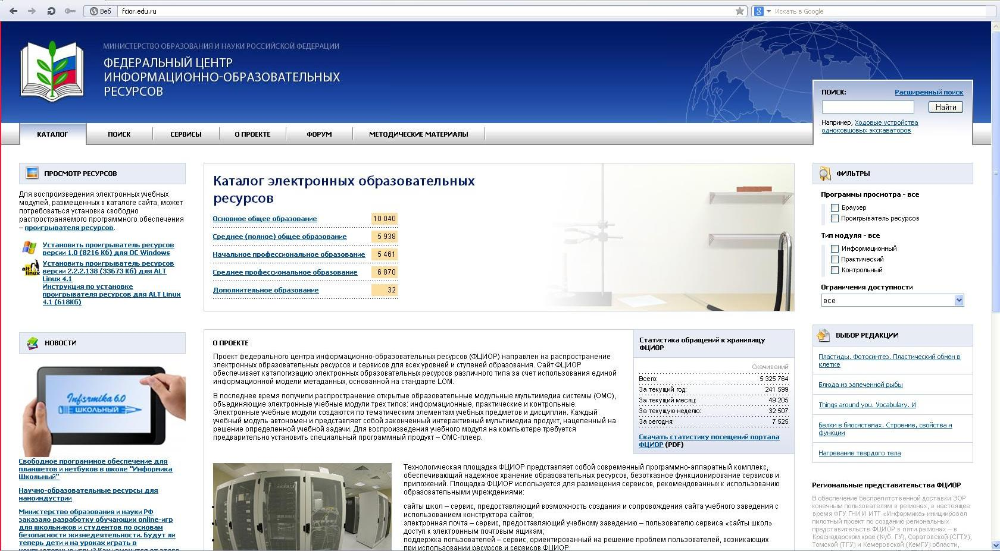 Веб
fcior.edu.ru
Искать в Google
МИНИСТЕРСТВО ОБРАЗОВАНИЯ И НАУКИ РОССИЙСКОЙ ФЕДЕРАЦИИ
ФЕДЕРАЛЬНЫЙ ЦЕНТР
ИНФОРМАЦИОННО-ОБРАЗОВАТЕЛЬНЫХ
РЕСУРСОВ
ПОИСК:
Расширенный поиск
Найти
Например, Ходовые устройства
одноковшовых экскаваторов
КАТАЛОГ
ПОИСК
СЕРВИСЫ
О ПРОЕКТЕ
ФОРУМ
МЕТОДИЧЕСКИЕ МАТЕРИАЛЫ
ПРОСМОТР РЕСУРСОВ
Для воспроизведения электронных учебных
модулей, размещенных в каталоге сайта, может
потребоваться установка свободно
распространяемого программного обеспечения
– проигрывателя ресурсов.
Установить проигрыватель ресурсов
версии 1.0 (8216 Кб) для ОС Windows
alt
linux
Установить проигрыватель ресурсов
версии 2.2.2.138 (33673 Кб) для ALT
Linux 4.1
Инструкция по установке
проигрывателя ресурсов для ALT Linux
4.1 (618Кб)
НОВОСТИ
Informika 6.0
ШКОЛЬНЫЙ
Свободное программное обеспечение для
планшетов и нетбуков в школе "Информика
Школьный"
Научно-образовательные ресурсы для
наноиндустрии
Министерство образования и науки РФ
заказало разработку обучающих online-игр
для школьников и студентов по основам
безопасности жизнедеятельности. Будут ли
теперь дети и на уроках играть в
компьютерные игры? Как изменится от этого
Каталог электронных образовательных
ресурсов
Основное общее образование 10 040
Среднее (полное) общее образование 5 938
Начальное профессиональное образование 5 461
Среднее профессиональное образование 6 870
Дополнительное образование 32
О ПРОЕКТЕ
Проект федерального центра информационно-образовательных ресурсов (ФЦИОР) направлен на распространение
электронных образовательных ресурсов и сервисов для всех уровней и ступеней образования. Сайт ФЦИОР
обеспечивает каталогизацию электронных образовательных ресурсов различного типа за счет использования единой
информационной модели метаданных, основанной на стандарте LOM.
В последнее время получили распространение открытые образовательные модульные мультимедиа системы (ОМС),
объединяющие электронные учебные модули трех типов: информационные, практические и контрольные.
Электронные учебные модули создаются по тематическим элементам учебных предметов и дисциплин. Каждый
учебный модуль автономен и представляет собой законченный интерактивный мультимедиа продукт, нацеленный на
решение определенной учебной задачи. Для воспроизведения учебного модуля на компьютере требуется
предварительно установить специальный программный продукт – ОМС-плеер.
Статистика обращений к хранилищу
ФЦИОР
Скачиваний
Всего: 5 325 764
За текущий год: 241 599
За текущий месяц: 49 205
За текущую неделю: 32 507
За сегодня: 7 525
Скачать статистику посещений портала
ФЦИОР (PDF)
Технологическая площадка ФЦИОР представляет собой современный программно-аппаратный комплекс,
обеспечивающий надежное хранение образовательных ресурсов, безотказное функционирование сервисов и
приложений. Площадка ФЦИОР используется для размещения сервисов, рекомендованных к использованию
образовательными учреждениями:
сайты школ – сервис, предоставляющий возможность создания и сопровождения сайта учебного заведения с
использованием конструктора сайтов;
электронная почта – сервис, предоставляющий учебному заведению – пользователю сервиса «сайты школ»
доступ к электронным почтовым ящикам;
поддержка пользователей – сервис, ориентированный на решение проблем пользователей, возникающих
при использовании ресурсов и сервисов ФЦИОР.
ФИЛЬТРЫ
Программы просмотра - все
Браузер
Проигрыватель ресурсов
Тип модуля - все
Информационный
Практический
Контрольный
Ограничения доступности
все
ВЫБОР РЕДАКЦИИ
Пластиды. Фотосинтез. Пластический обмен в
клетке
Блюда из запеченной рыбы
Things around you. Vocabulary. И
Белки в биосистемах. Строение, свойства и
функции
Нагревание твердого тела
Региональные представительства ФЦИОР
В обеспечение беспрепятственной доставки ЭОР
конечным пользователям в регионах, в настоящее
время ФГУ ГНИИ ИТТ «Информика» инициировал
пилотный проект по созданию региональных
представительств ФЦИОР в пяти регионах – в
Краснодарском крае (Куб. ГУ), Саратовской (СГТУ),
Томской (ТГУ) и Кемеровской (КемГУ) области,